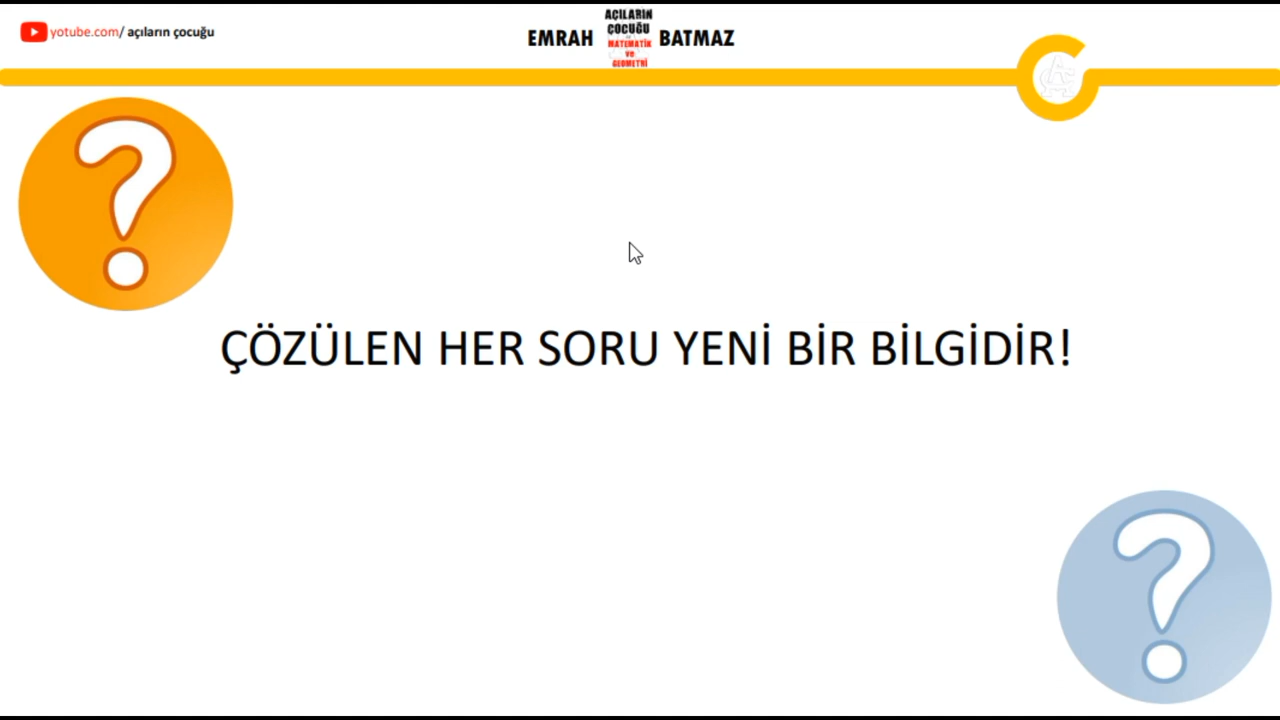 yotube.com/ açıların çocuğu
EMRAH
AÇILARIN
ÇOCUĞU
MATEMATİK
ve
GEOMETRİ
BATMAZ
ÇÖZÜLEN HER SORU YENİ BİR BİLGİDİR!